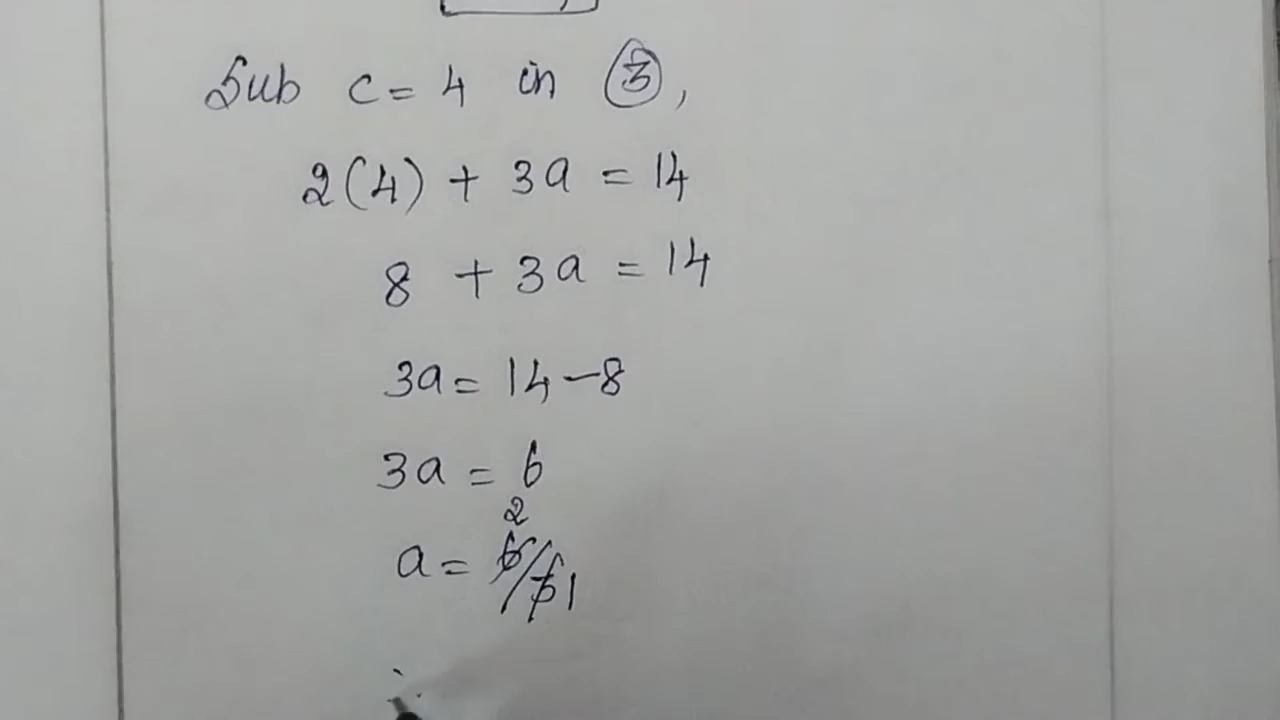 Sub c = 4 in ③,
2(4) + 3a = 14
8 + 3a = 14
3a = 14 - 8
3a = 6
2
a = 6/3 1